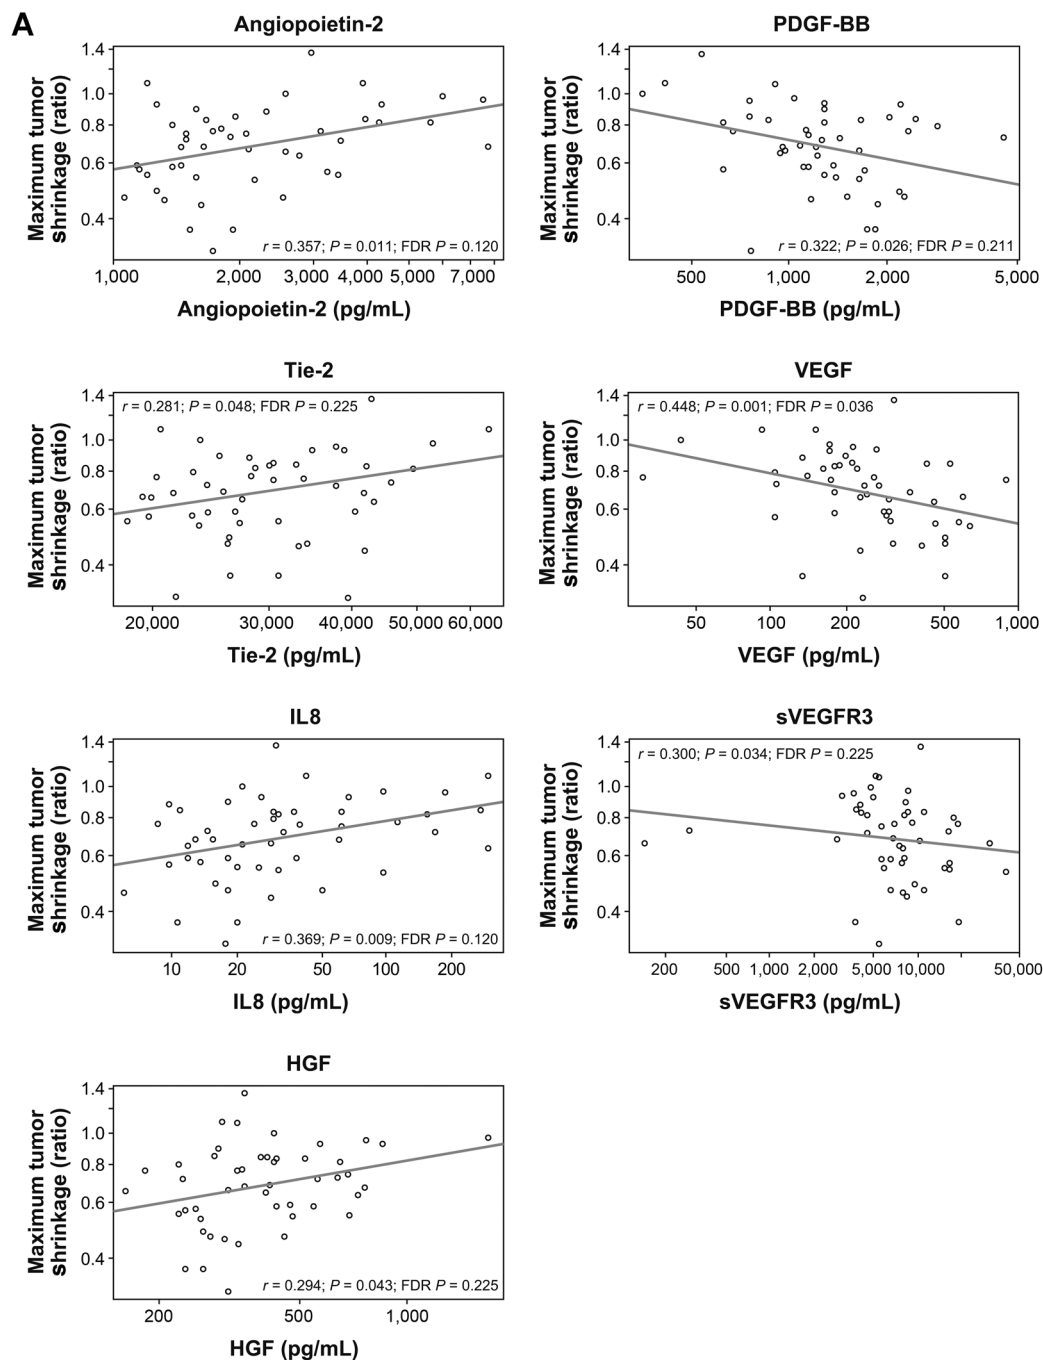 A
Angiopoietin-2
Maximum tumor
shrinkage (ratio)
1.4
1.0
0.8
0.6
0.4
r = 0.357; P = 0.011; FDR P = 0.120
1,000 2,000 3,000 4,000 5,000 7,000
Angiopoietin-2 (pg/mL)
PDGF-BB
Maximum tumor
shrinkage (ratio)
1.4
1.0
0.8
0.6
0.4
r = 0.322; P = 0.026; FDR P = 0.211
500 1,000 2,000 5,000
PDGF-BB (pg/mL)
Tie-2
Maximum tumor
shrinkage (ratio)
1.4
1.0
0.8
0.6
0.4
r = 0.281; P = 0.048; FDR P = 0.225
20,000 30,000 40,000 50,000 60,000
Tie-2 (pg/mL)
VEGF
Maximum tumor
shrinkage (ratio)
1.4
1.0
0.8
0.6
0.4
r = 0.448; P = 0.001; FDR P = 0.036
50 100 200 500 1,000
VEGF (pg/mL)
IL8
Maximum tumor
shrinkage (ratio)
1.4
1.0
0.8
0.6
0.4
r = 0.369; P = 0.009; FDR P = 0.120
10 20 50 100 200
IL8 (pg/mL)
sVEGFR3
Maximum tumor
shrinkage (ratio)
1.4
1.0
0.8
0.6
0.4
r = 0.300; P = 0.034; FDR P = 0.225
200 500 1,000 2,000 5,000 10,000 50,000
sVEGFR3 (pg/mL)
HGF
Maximum tumor
shrinkage (ratio)
1.4
1.0
0.8
0.6
0.4
r = 0.294; P = 0.043; FDR P = 0.225
200 500 1,000
HGF (pg/mL)